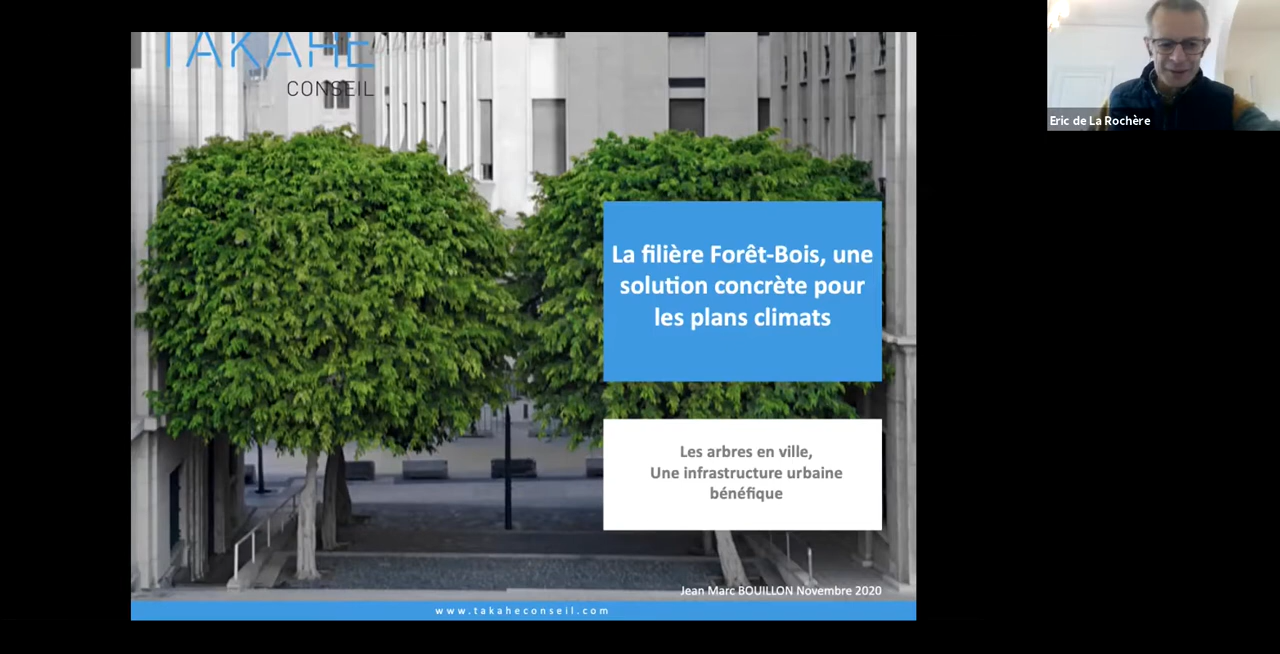 TAKAHE
CONSEIL
Eric de La Rochère
La filière Forêt-Bois, une
solution concrète pour
les plans climats
Les arbres en ville,
Une infrastructure urbaine
bénéfique
Jean Marc BOUILLON Novembre 2020
www.takaheconseil.com